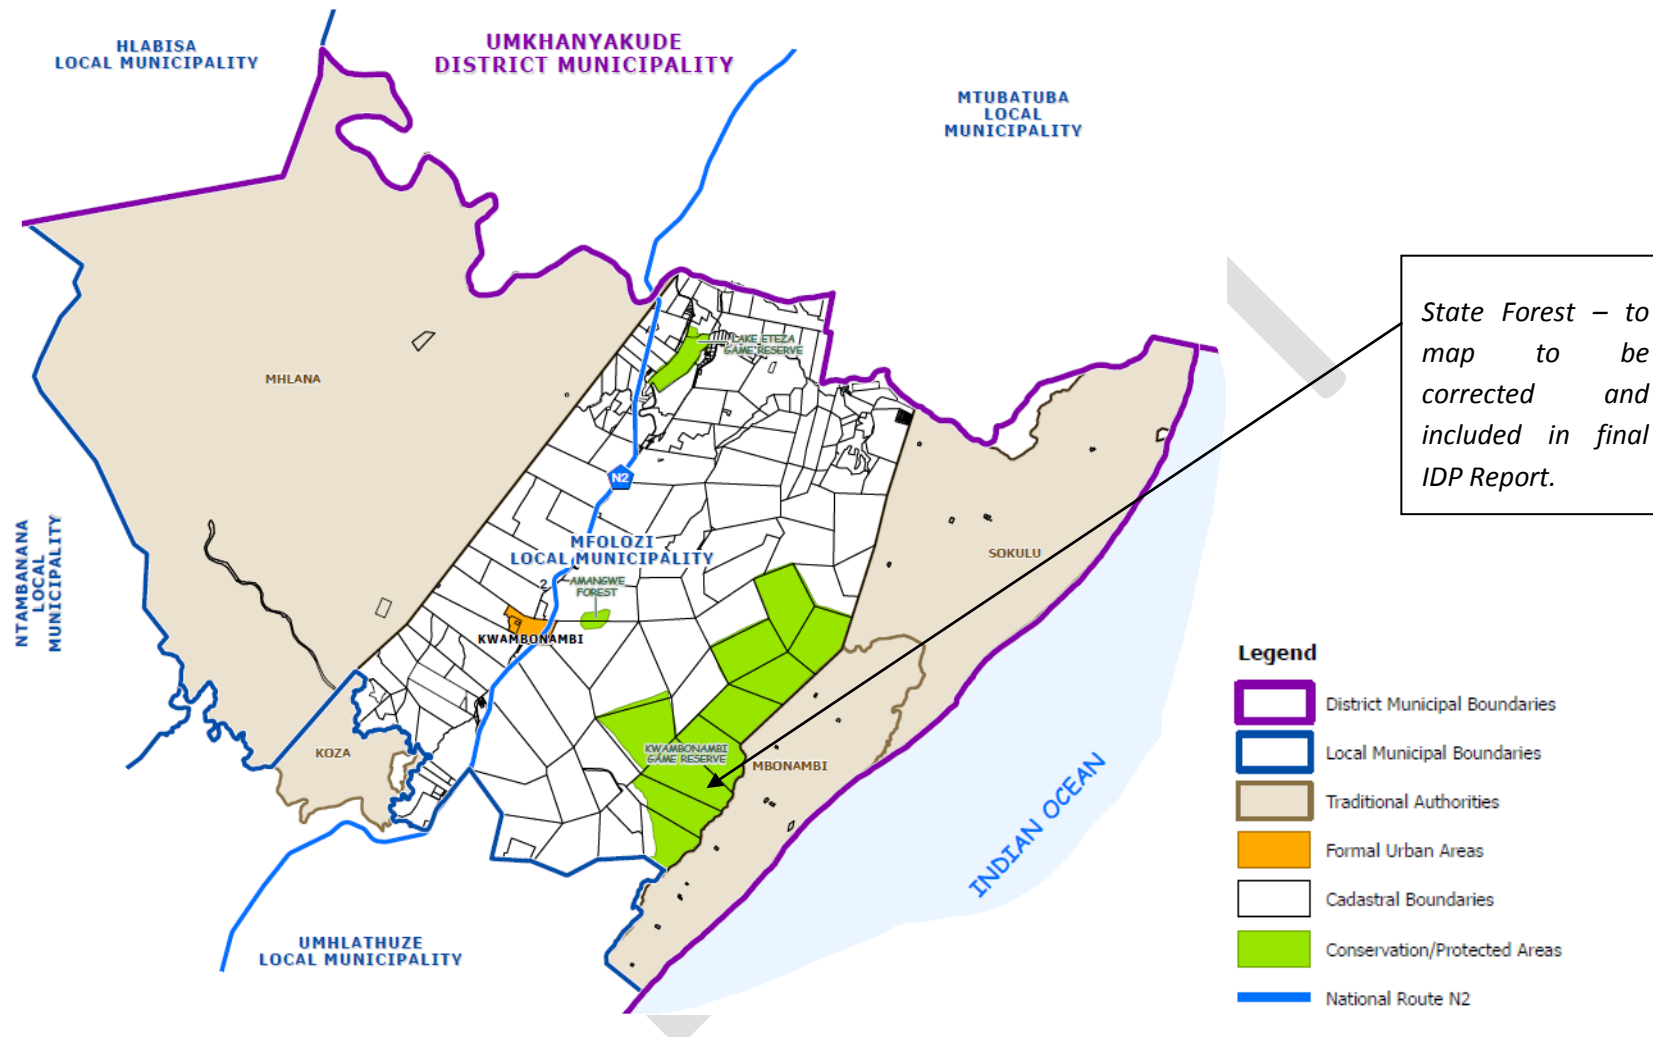 HLABISA
LOCAL MUNICIPALITY
UMKHANYAKUDE
DISTRICT MUNICIPALITY
MTUBATUBA
LOCAL
MUNICIPALITY
State Forest – to
map to be
corrected and
included in final
IDP Report.
LAKE ETEZA
GAME RESERVE
MHLANA
N2
NTAMBANANA
LOCAL
MUNICIPALITY
MFOLOZI
LOCAL MUNICIPALITY
SOKULU
2
AMANGWE
FOREST
KWAMBONAMBI
KOZA
KWAMBONAMBI
GAME RESERVE
MBONAMBI
INDIAN OCEAN
UMHLATHUZE
LOCAL MUNICIPALITY
Legend
District Municipal Boundaries
Local Municipal Boundaries
Traditional Authorities
Formal Urban Areas
Cadastral Boundaries
Conservation/Protected Areas
National Route N2